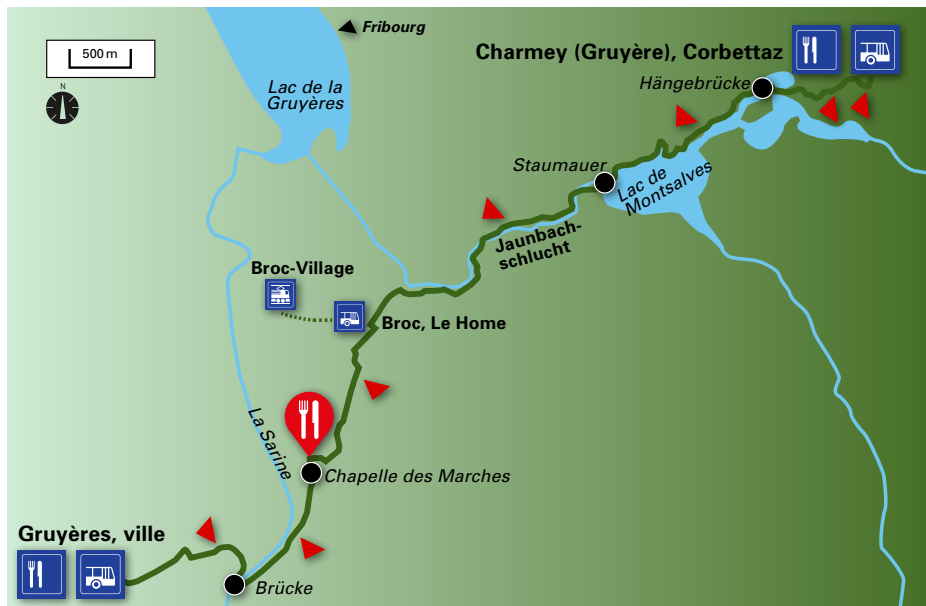 Fribourg
500 m
N
Charmey (Gruyère), Corbettaz
Hängebrücke
Lac de la
Gruyères
Staumauer
Lac de
Montsalves
Jaunbach-
schlucht
Broc-Village
Broc, Le Home
La Sarine
Chapelle des Marches
Gruyères, ville
Brücke